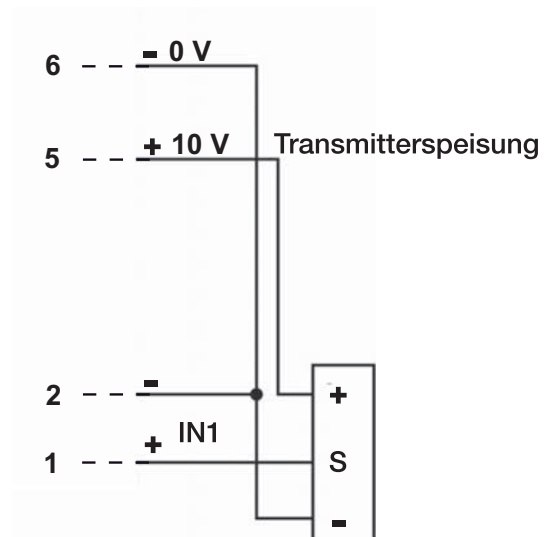 6 - - - 0 V
5 - - + 10 V Transmitterspeisung
2 - - -
+
1 - - + IN1
S
-